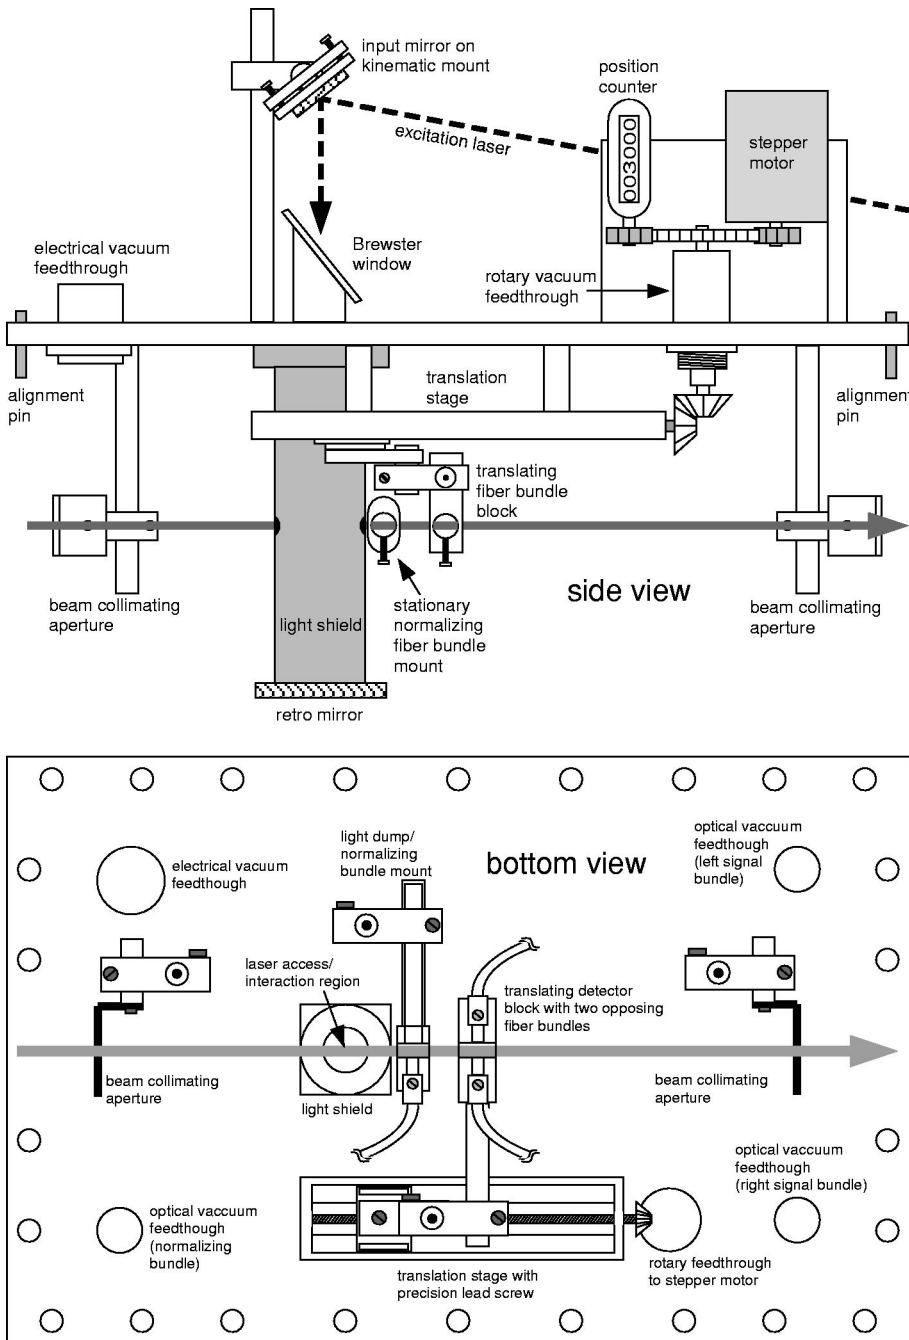 input mirror on
kinematic mount
position
counter
excitation laser
003000
stepper
motor
electrical vacuum
feedthrough
Brewster
window
rotary vacuum
feedthrough
alignment
pin
translation
stage
alignment
pin
translating
fiber bundle
block
side view
beam collimating
aperture
light shield
stationary
normalizing
fiber bundle
mount
beam collimating
aperture
retro mirror
light dump/
normalizing
bundle mount
bottom view
optical vaccuum
feedthough
(left signal
bundle)
electrical vacuum
feedthough
laser access/
interaction region
translating detector
block with two opposing
fiber bundles
beam collimating
aperture
light shield
beam collimating
aperture
optical vaccuum
feedthough
(right signal bundle)
optical vaccuum
feedthough
(normalizing
bundle)
translation stage with
precision lead screw
rotary feedthrough
to stepper motor